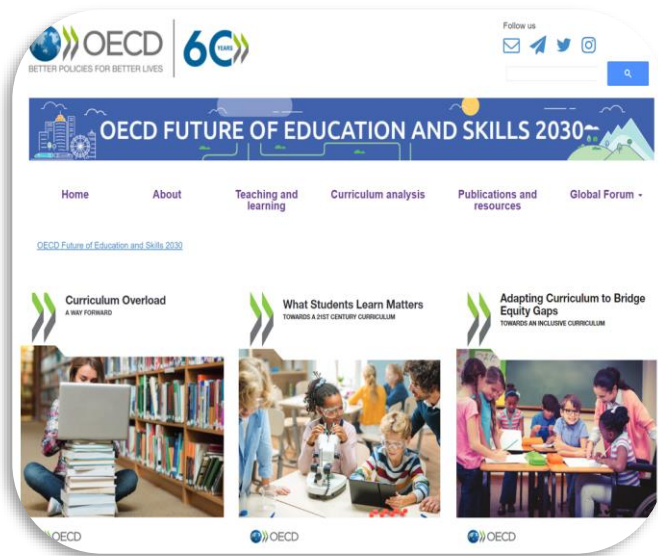 OECD
60 YEARS
BETTER POLICIES FOR BETTER LIVES
Follow us
OECD FUTURE OF EDUCATION AND SKILLS 2030
Home
About
Teaching and
learning
Curriculum analysis
Publications and
resources
Global Forum
OECD Future of Education and Skills 2030
Curriculum Overload
A WAY FORWARD
What Students Learn Matters
TOWARDS A 21ST CENTURY CURRICULUM
Adapting Curriculum to Bridge
Equity Gaps
TOWARDS AN INCLUSIVE CURRICULUM
OECD
OECD
OECD